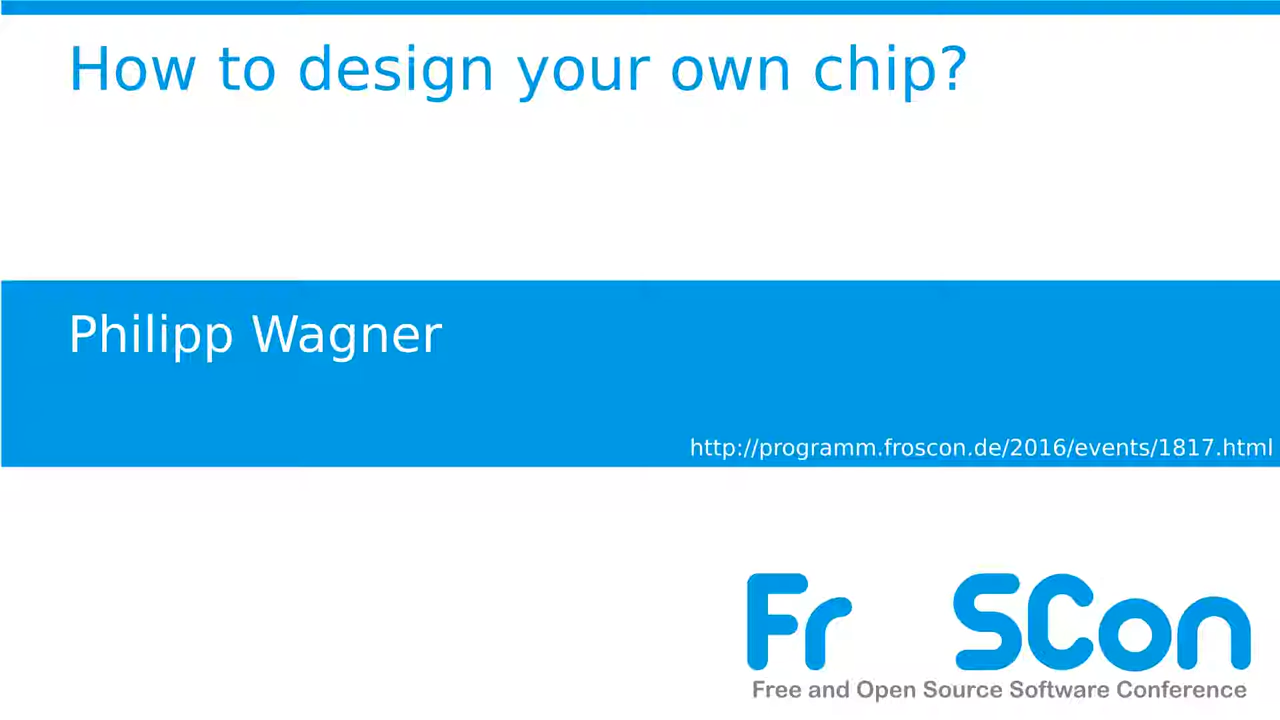 How to design your own chip?
Philipp Wagner
http://programm.froscon.de/2016/events/1817.html
Fr SCon
Free and Open Source Software Conference